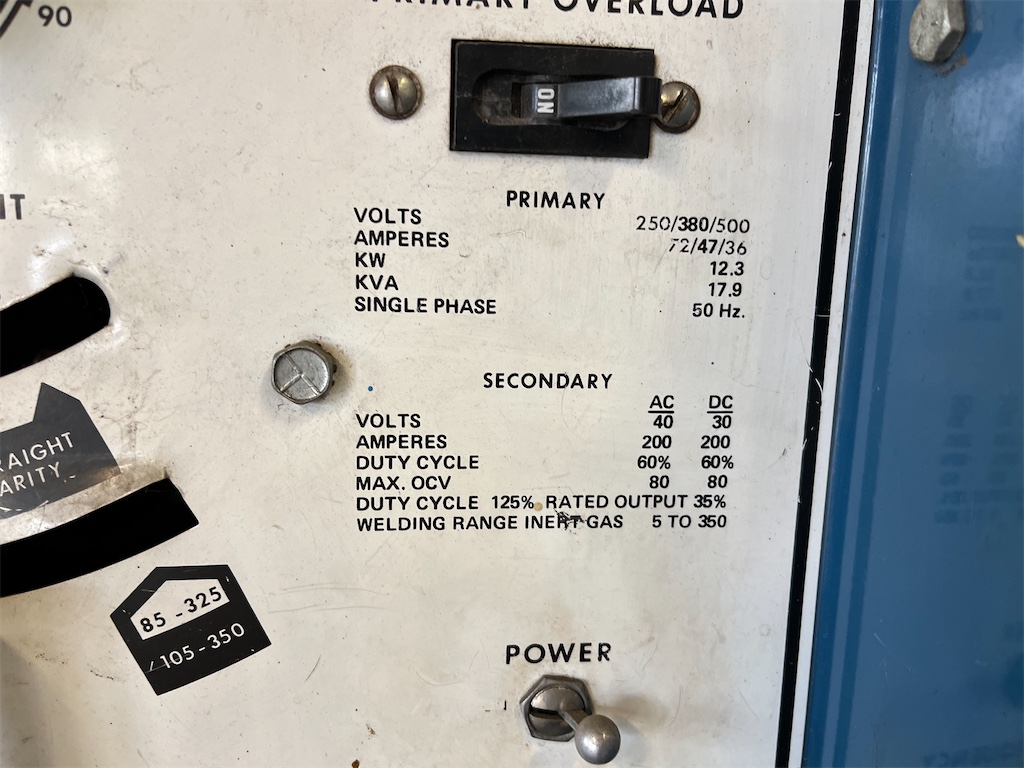 90
PRIMARY OVERLOAD
ON
PRIMARY
VOLTS 250/380/500
AMPERES 72/47/36
KW 12.3
KVA 17.9
SINGLE PHASE 50 Hz.
SECONDARY
AC DC
VOLTS 40 30
AMPERES 200 200
DUTY CYCLE 60% 60%
MAX. OCV 80 80
DUTY CYCLE 125% RATED OUTPUT 35%
WELDING RANGE INERT GAS 5 TO 350
85-325
105-350
POWER